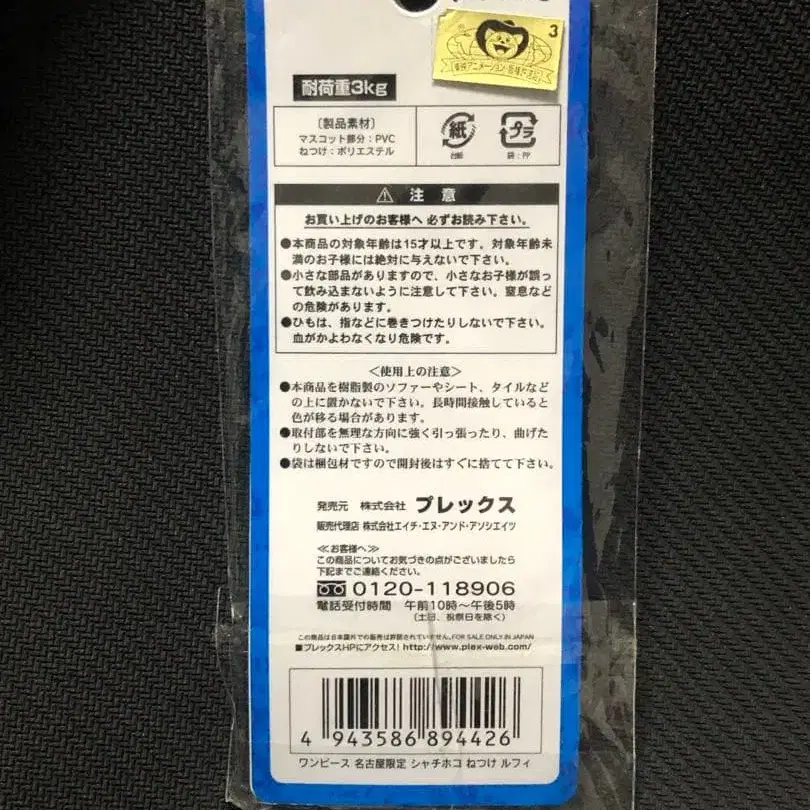 3
東映アニメーション
耐荷重3kg
〔製品素材〕
マスコット部分：PVC
ねつけ：ポリエステル
紙
台紙
プラ
袋：PP
⚠ 注 意
お買い上げのお客様へ 必ずお読み下さい。
●本商品の対象年齢は15才以上です。対象年齢未
満のお子様には絶対に与えないで下さい。
●小さな部品がありますので、小さなお子様が誤っ
て飲み込まないように注意して下さい。窒息など
の危険があります。
●ひもは、指などに巻きつけたりしないで下さい。
血がかよわなくなり危険です。
＜使用上の注意＞
●本商品を樹脂製のソファーやシート、タイルなど
の上に置かないで下さい。長時間接触していると
色が移る場合があります。
●取付部を無理な方向に強く引っ張ったり、曲げた
りしないで下さい。
●袋は梱包材ですので開封後はすぐに捨てて下さい。
発売元 株式会社 プレックス
販売代理店 株式会社エイチ・エヌ・アンド・アソシエイツ
≪お客様へ≫
この商品についてお気づきの点がございましたら
下記までご連絡ください。
0120-118906
電話受付時間 午前10時～午後5時
（土日、祝祭日を除く）
この商品は日本国外での販売は許諾されていません。FOR SALE ONLY IN JAPAN
■プレックスHPにアクセス! http://www.plex-web.com/
4 943586 894426
ワンピース 名古屋限定 シャチホコ ねつけ ルフィ